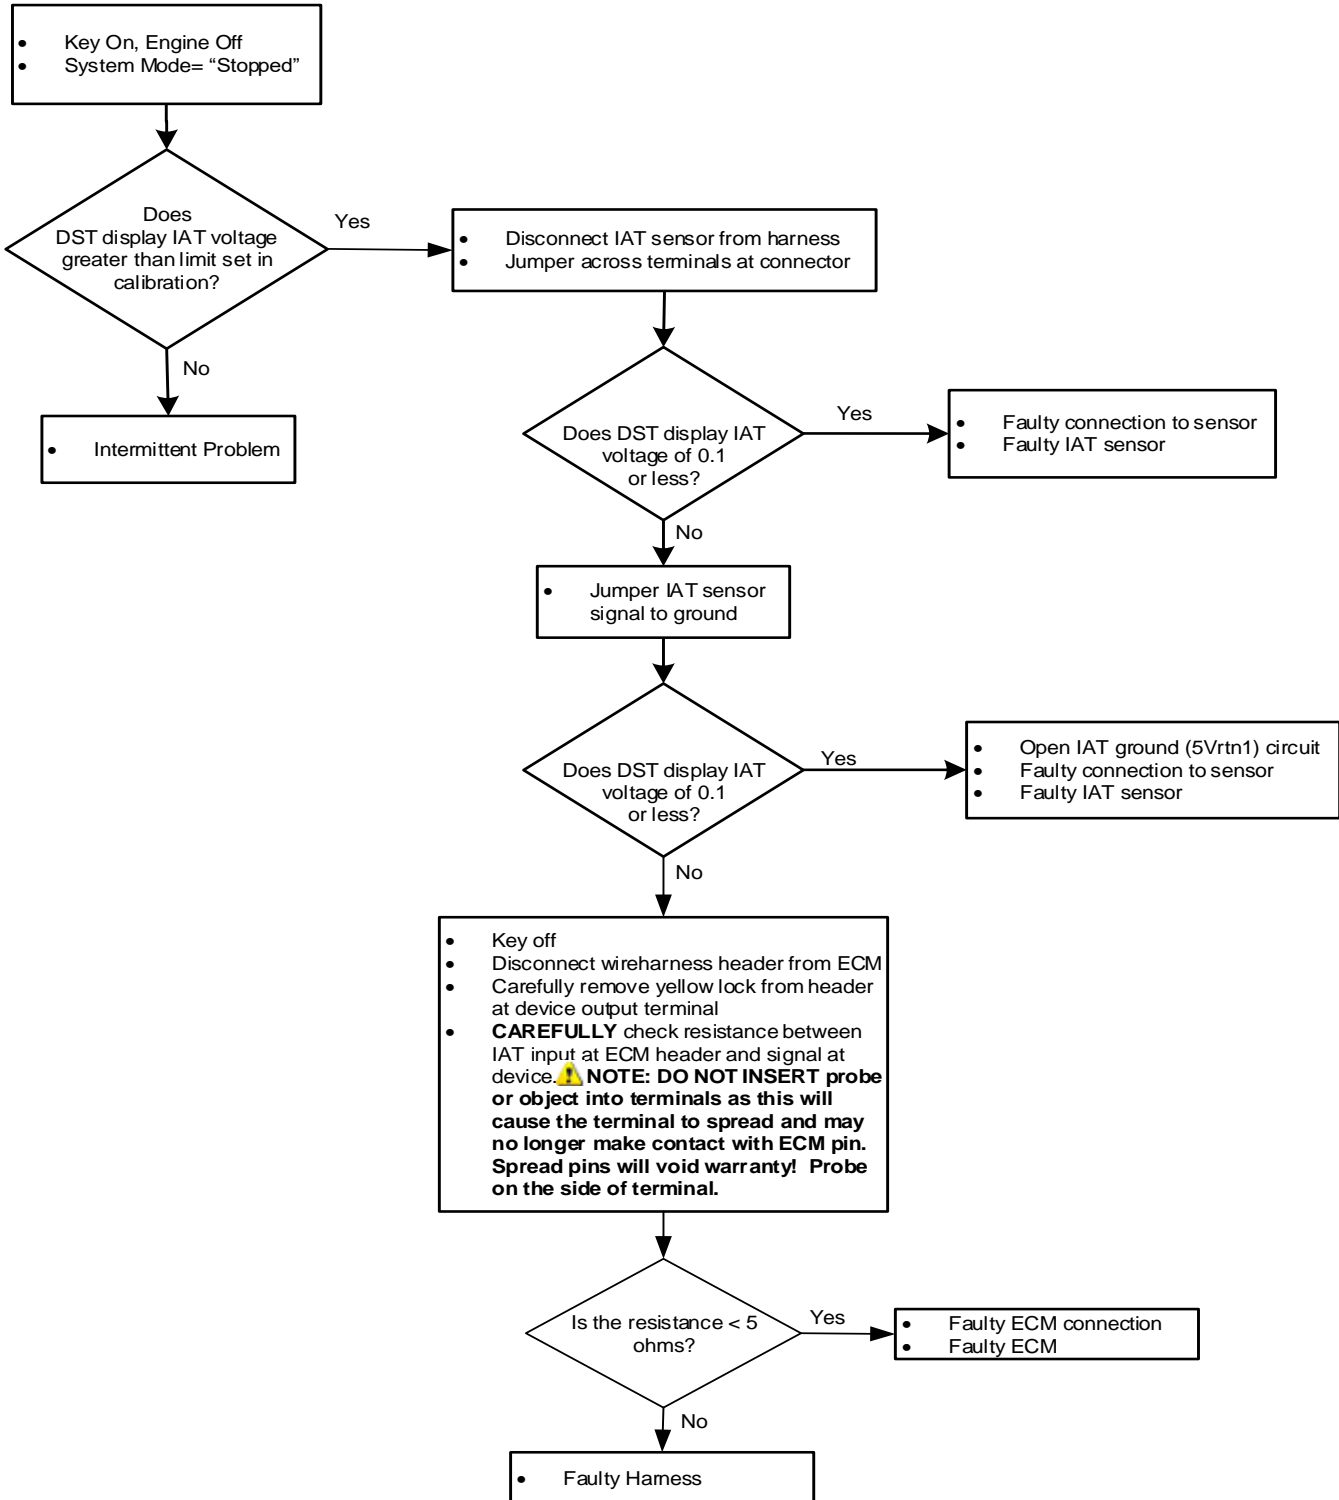 • Key On, Engine Off
• System Mode= “Stopped”
Does
DST display IAT voltage
greater than limit set in
calibration?
Yes
• Disconnect IAT sensor from harness
• Jumper across terminals at connector
No
• Intermittent Problem
Does DST display IAT
voltage of 0.1
or less?
Yes
• Faulty connection to sensor
• Faulty IAT sensor
No
• Jumper IAT sensor
signal to ground
Does DST display IAT
voltage of 0.1
or less?
Yes
• Open IAT ground (5Vrtn1) circuit
• Faulty connection to sensor
• Faulty IAT sensor
No
• Key off
• Disconnect wireharness header from ECM
• Carefully remove yellow lock from header
at device output terminal
• CAREFULLY check resistance between
IAT input at ECM header and signal at
device. NOTE: DO NOT INSERT probe
or object into terminals as this will
cause the terminal to spread and may
no longer make contact with ECM pin.
Spread pins will void warranty! Probe
on the side of terminal.
Is the resistance < 5
ohms?
Yes
• Faulty ECM connection
• Faulty ECM
No
• Faulty Harness